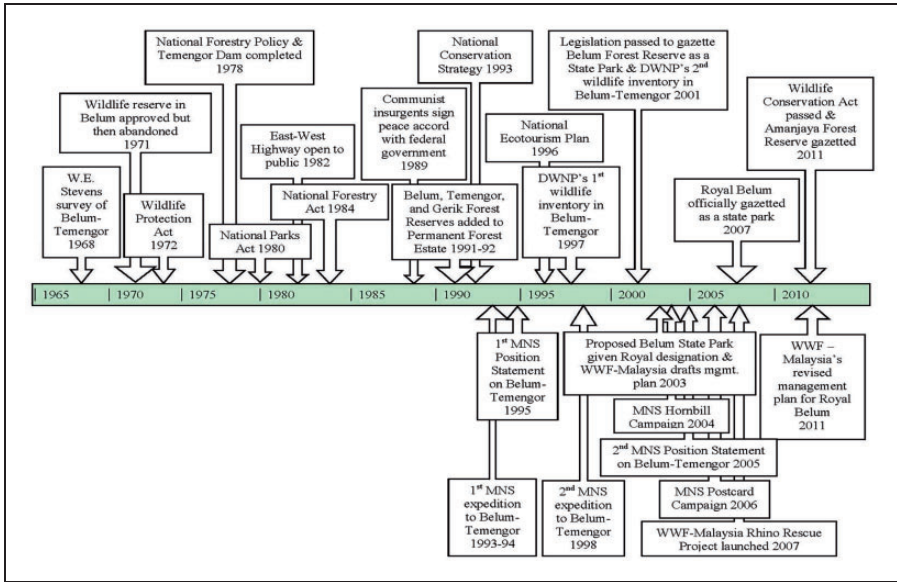 National Forestry Policy &
Temengor Dam completed
1978
National
Conservation
Strategy 1993
Legislation passed to gazette
Belum Forest Reserve as a
State Park & DWNP's 2nd
wildlife inventory in
Belum-Temengor 2001
Wildlife reserve in
Belum approved but
then abandoned
1971
Communist
insurgents sign
peace accord
with federal
government
1989
Wildlife
Conservation Act
passed &
Amanjaya Forest
Reserve gazetted
2011
East-West
Highway open to
public 1982
National
Ecotourism Plan
1996
W.E.
Stevens
survey of
Belum-
Temengor
1968
Wildlife
Protection
Act
1972
National Forestry
Act 1984
Belum, Temengor,
and Gerik Forest
Reserves added to
Permanent Forest
Estate 1991-92
DWNP's 1st
wildlife
inventory in
Belum-
Temengor
1997
Royal Belum
officially gazetted
as a state park
2007
National Parks
Act 1980
| 1965 | 1970 | 1975 | 1980 | 1985 | 1990 | 1995 | 2000 | 2005 | 2010
1st MNS
Position
Statement
on Belum-
Temengor
1995
Proposed Belum State Park
given Royal designation &
WWF-Malaysia drafts mgmt.
plan 2003
WWF –
Malaysia's
revised
management
plan for Royal
Belum
2011
MNS Hornbill
Campaign 2004
2nd MNS Position Statement
on Belum-Temengor 2005
1st MNS
expedition
to Belum-
Temengor
1993-94
2nd MNS
expedition
to Belum-
Temengor
1998
MNS Postcard
Campaign 2006
WWF-Malaysia Rhino Rescue
Project launched 2007